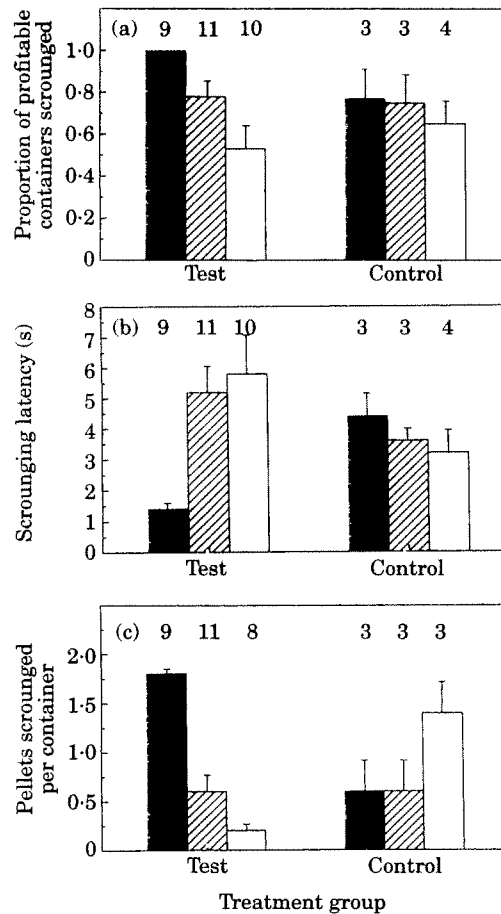 (a) 9 11 10 3 3 4
Proportion of profitable
containers scrounged
1·0
0·8
0·6
0·4
0·2
0
Test Control
(b) 9 11 10 3 3 4
Scrounging latency (s)
8
7
6
5
4
3
2
1
0
Test Control
(c) 9 11 8 3 3 3
Pellets scrounged
per container
2·0
1·5
1·0
0·5
0
Test Control
Treatment group